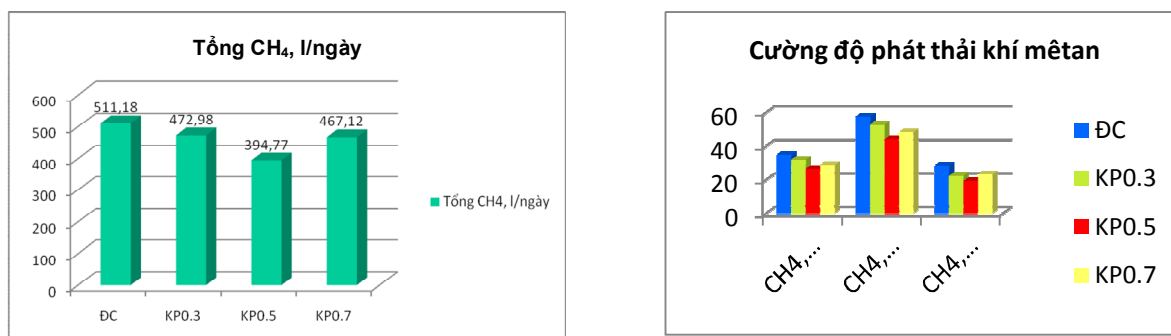 Tổng CH₄, l/ngày
600
500
400
300
200
100
0
511,18
472,98
394,77
467,12
ĐC
KP0.3
KP0.5
KP0.7
Tổng CH4, l/ngày
Cường độ phát thải khí mêtan
60
40
20
0
CH4,...
CH4,...
CH4,...
ĐC
KP0.3
KP0.5
KP0.7